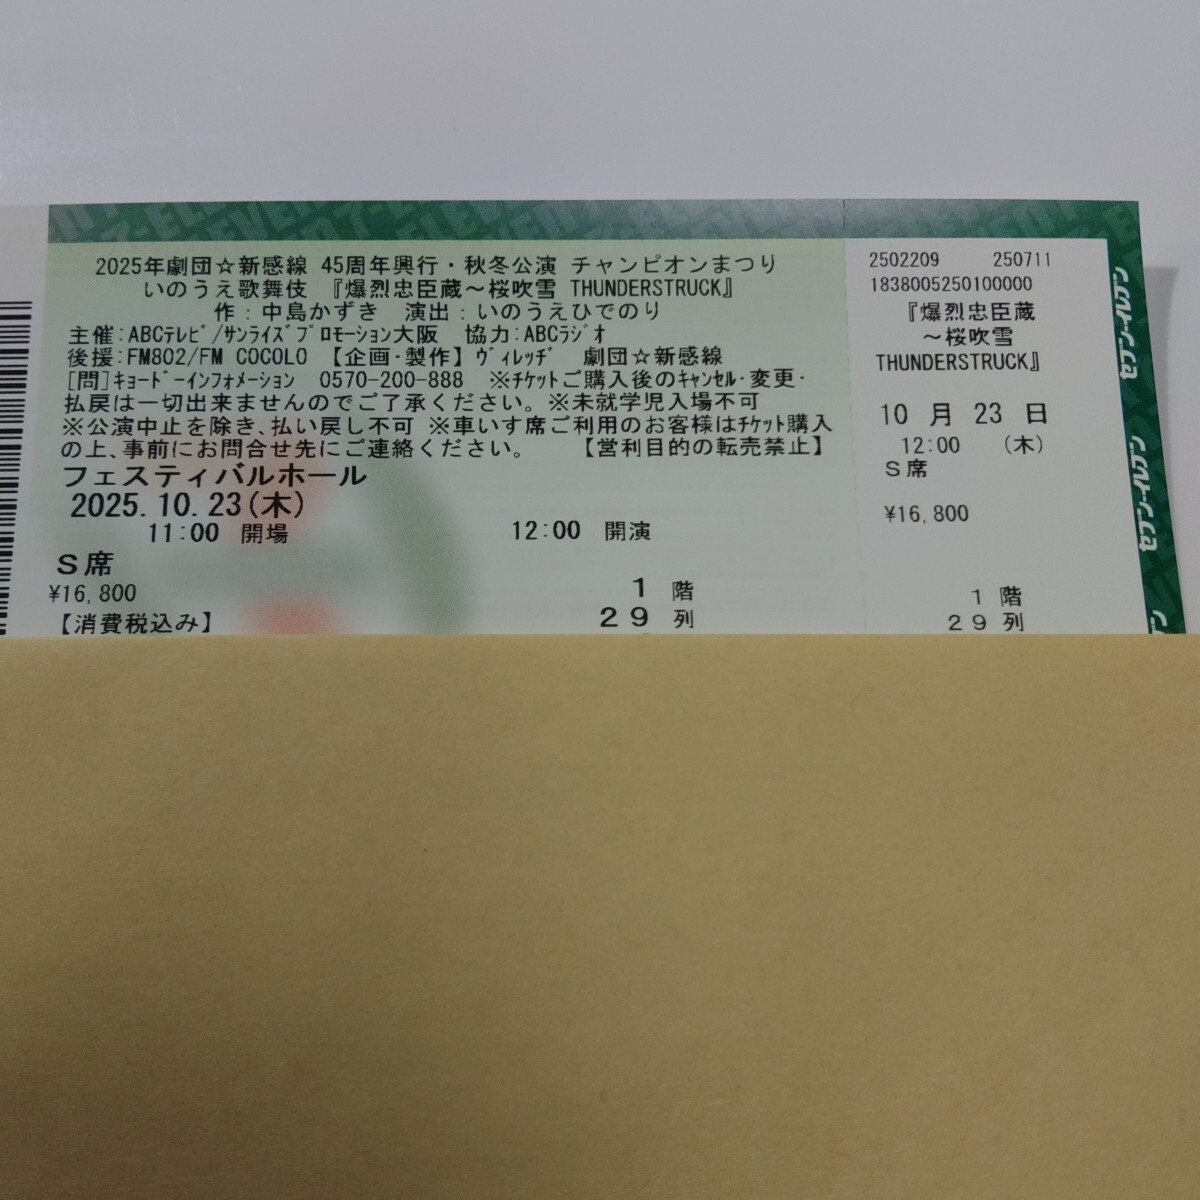 7-ELEVEN
2025年劇団☆新感線 45周年興行・秋冬公演 チャンピオンまつり
いのうえ歌舞伎 『爆烈忠臣蔵～桜吹雪 THUNDERSTRUCK』
作：中島かずき 演出：いのうえひでのり
主催:ABCﾃﾚﾋﾞ/ｻﾝﾗｲｽﾞﾌﾟﾛﾓｰｼｮﾝ大阪 協力:ABCﾗｼﾞｵ
後援:FM802/FM COCOLO 【企画･製作】ヴｨﾚｯﾁﾞ 劇団☆新感線
[問]ｷｮｰﾄﾞｰｲﾝﾌｫﾒｰｼｮﾝ 0570-200-888 ※ﾁｹｯﾄご購入後のｷｬﾝｾﾙ･変更･
払戻は一切出来ませんのでご了承ください。※未就学児入場不可
※公演中止を除き､払い戻し不可 ※車いす席ご利用のお客様はﾁｹｯﾄ購入
の上､事前にお問合せ先にご連絡ください。 【営利目的の転売禁止】
フェスティバルホール
2025.10.23(木)
11:00 開場 12:00 開演
Ｓ席
¥16,800
【消費税込み】
1 階
29 列
2502209 250711
1838005250100000
『爆烈忠臣蔵
～桜吹雪
THUNDERSTRUCK』
10 月 23 日
12:00 (木)
Ｓ席
¥16,800
1 階
29 列
セブン-イレブン
セブン-イレブン